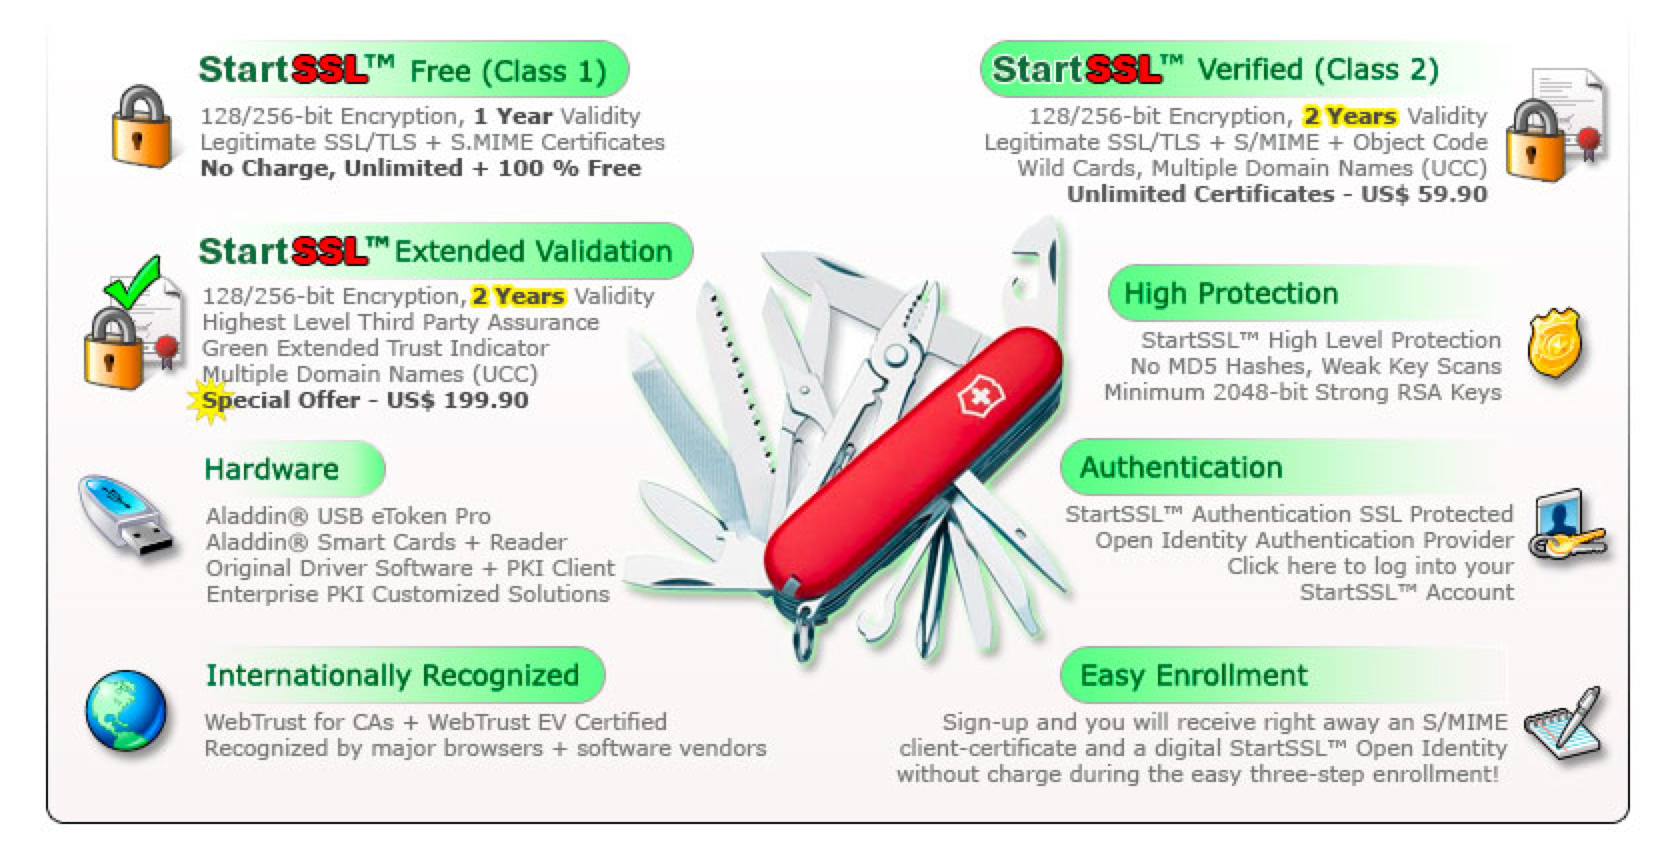 StartSSL™ Free (Class 1)
128/256-bit Encryption, 1 Year Validity
Legitimate SSL/TLS + S.MIME Certificates
No Charge, Unlimited + 100 % Free
StartSSL™ Extended Validation
128/256-bit Encryption, 2 Years Validity
Highest Level Third Party Assurance
Green Extended Trust Indicator
Multiple Domain Names (UCC)
Special Offer - US$ 199.90
Hardware
Aladdin® USB eToken Pro
Aladdin® Smart Cards + Reader
Original Driver Software + PKI Client
Enterprise PKI Customized Solutions
Internationally Recognized
WebTrust for CAs + WebTrust EV Certified
Recognized by major browsers + software vendors
StartSSL™ Verified (Class 2)
128/256-bit Encryption, 2 Years Validity
Legitimate SSL/TLS + S/MIME + Object Code
Wild Cards, Multiple Domain Names (UCC)
Unlimited Certificates - US$ 59.90
High Protection
StartSSL™ High Level Protection
No MD5 Hashes, Weak Key Scans
Minimum 2048-bit Strong RSA Keys
Authentication
StartSSL™ Authentication SSL Protected
Open Identity Authentication Provider
Click here to log into your
StartSSL™ Account
Easy Enrollment
Sign-up and you will receive right away an S/MIME
client-certificate and a digital StartSSL™ Open Identity
without charge during the easy three-step enrollment!